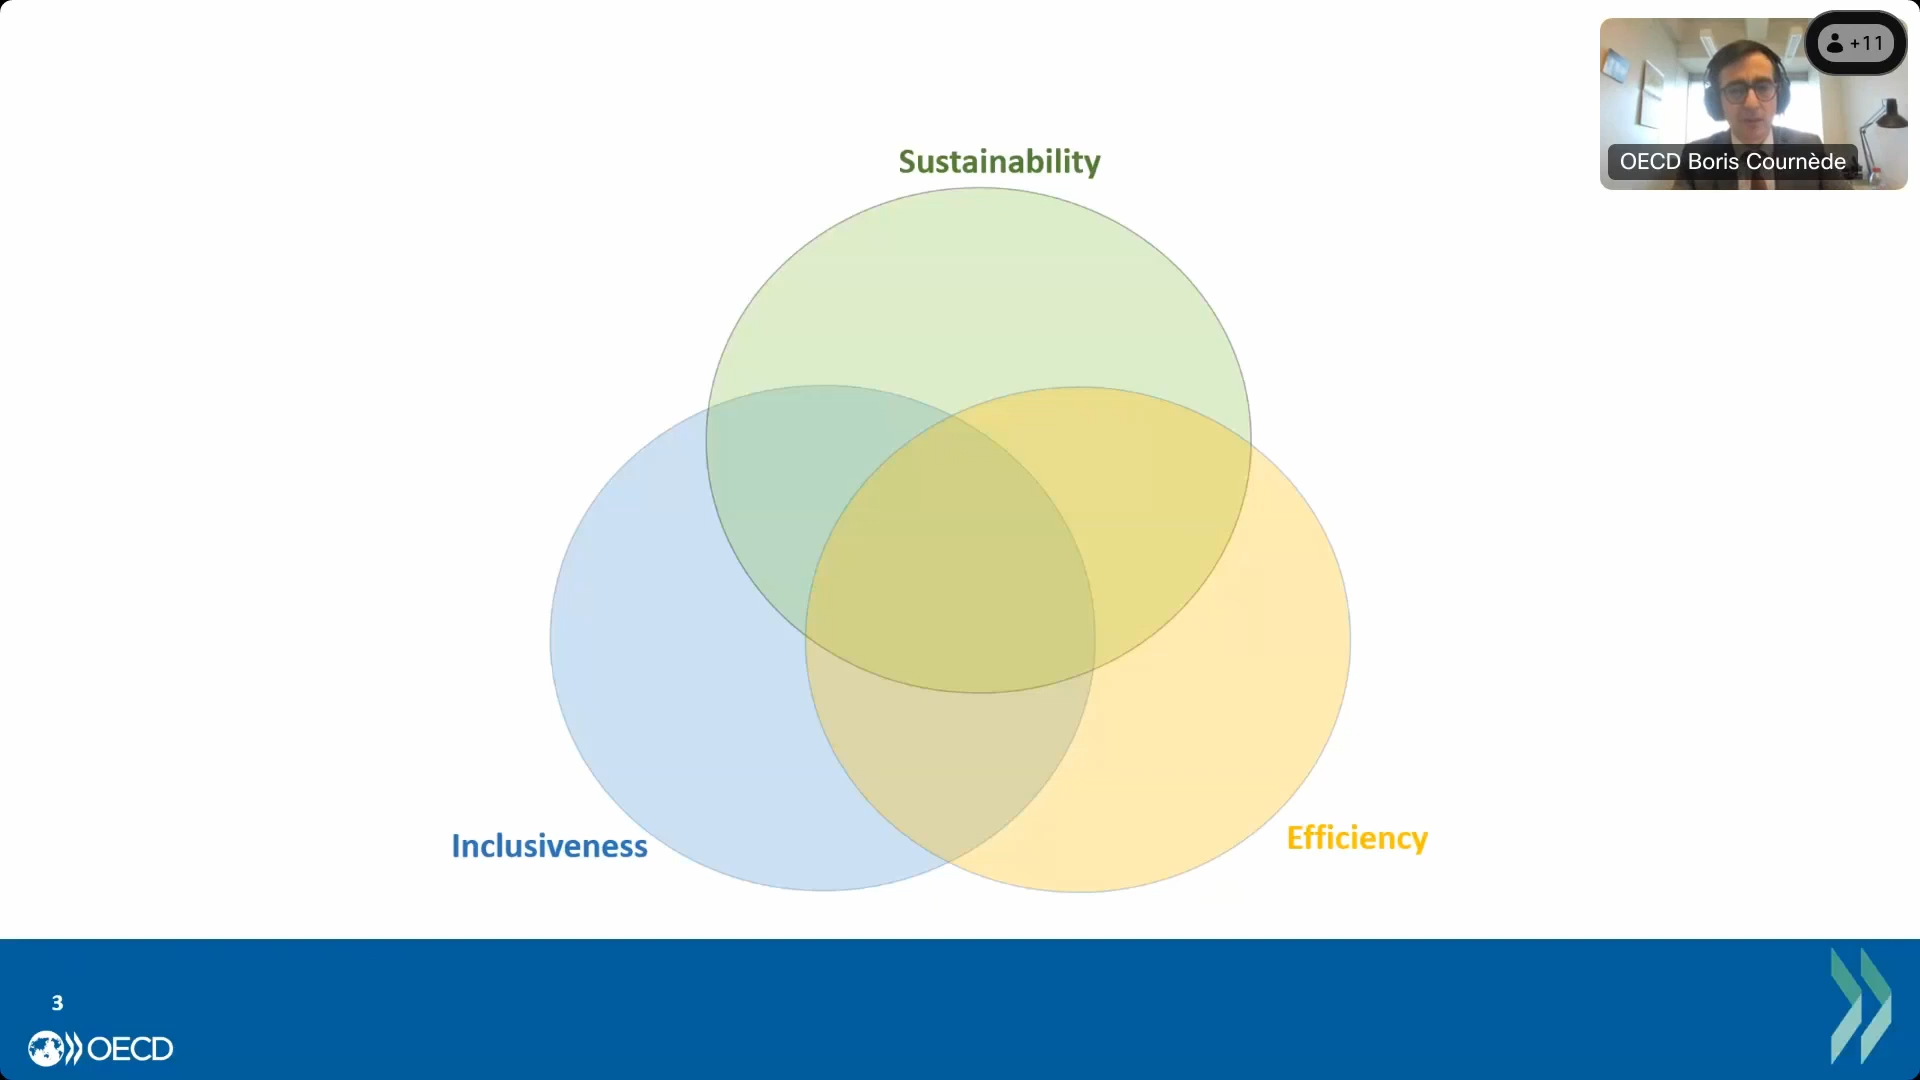 +11
OECD Boris Cournède
Sustainability
Inclusiveness
Efficiency
3
OECD